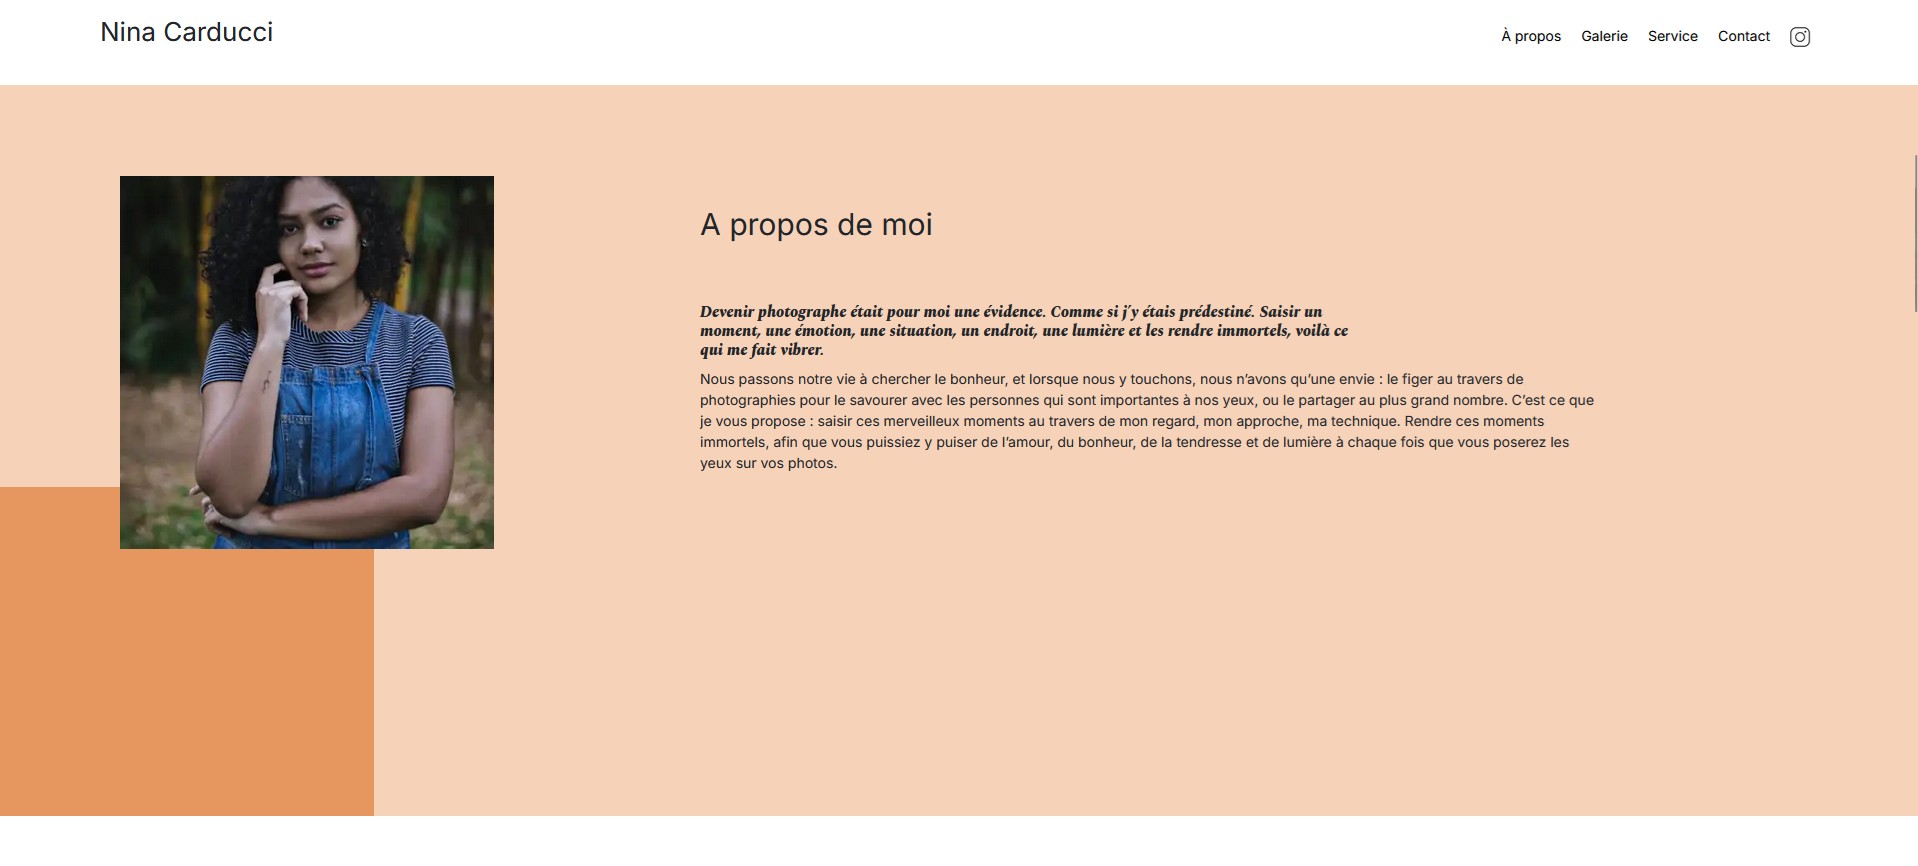 Nina Carducci
À propos Galerie Service Contact
A propos de moi
Devenir photographe était pour moi une évidence. Comme si j'y étais prédestiné. Saisir un
moment, une émotion, une situation, un endroit, une lumière et les rendre immortels, voilà ce
qui me fait vibrer.
Nous passons notre vie à chercher le bonheur, et lorsque nous y touchons, nous n’avons qu’une envie : le figer au travers de
photographies pour le savourer avec les personnes qui sont importantes à nos yeux, ou le partager au plus grand nombre. C’est ce que
je vous propose : saisir ces merveilleux moments au travers de mon regard, mon approche, ma technique. Rendre ces moments
immortels, afin que vous puissiez y puiser de l’amour, du bonheur, de la tendresse et de lumière à chaque fois que vous poserez les
yeux sur vos photos.